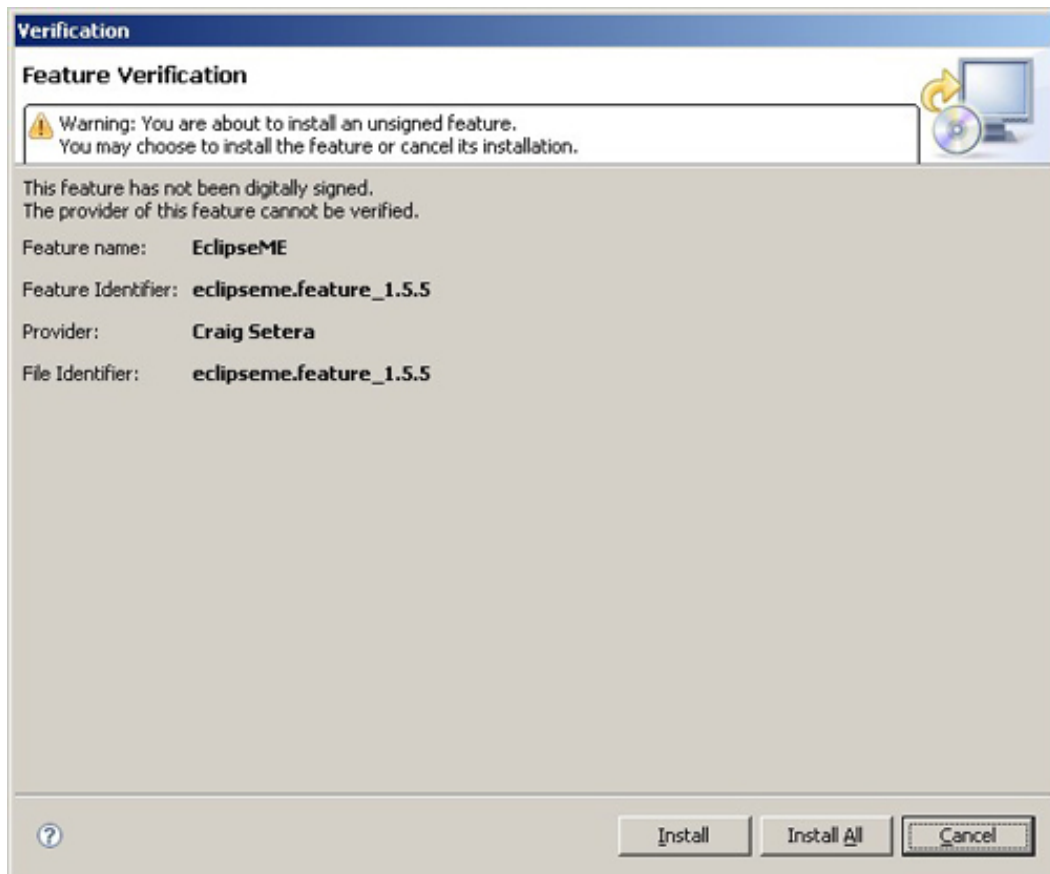 Verification
Feature Verification
Warning: You are about to install an unsigned feature.
You may choose to install the feature or cancel its installation.
This feature has not been digitally signed.
The provider of this feature cannot be verified.
Feature name: EclipseME
Feature Identifier: eclipseme.feature_1.5.5
Provider: Craig Setera
File Identifier: eclipseme.feature_1.5.5
? Install Install All Cancel